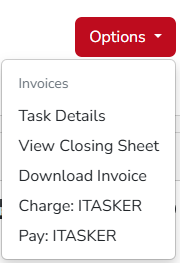 Options
Invoices
Task Details
View Closing Sheet
Download Invoice
Charge: ITASKER
Pay: ITASKER